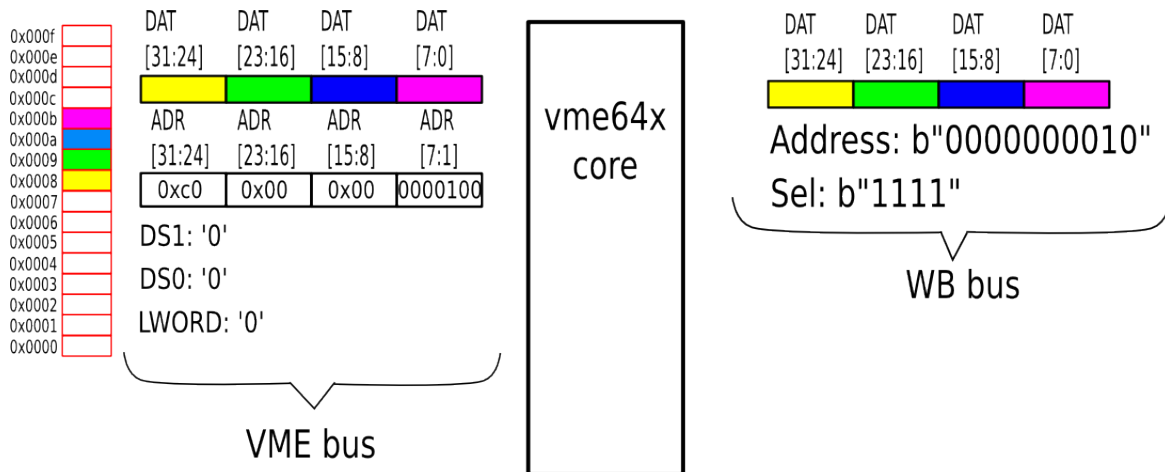 0x000f
0x000e
0x000d
0x000c
0x000b
0x000a
0x0009
0x0008
0x0007
0x0006
0x0005
0x0004
0x0003
0x0002
0x0001
0x0000
DAT DAT DAT DAT
[31:24] [23:16] [15:8] [7:0]
ADR ADR ADR ADR
[31:24] [23:16] [15:8] [7:1]
0xc0 0x00 0x00 0000100
DS1: '0'
DS0: '0'
LWORD: '0'
VME bus
vme64x
core
DAT DAT DAT DAT
[31:24] [23:16] [15:8] [7:0]
Address: b"0000000010"
Sel: b"1111"
WB bus